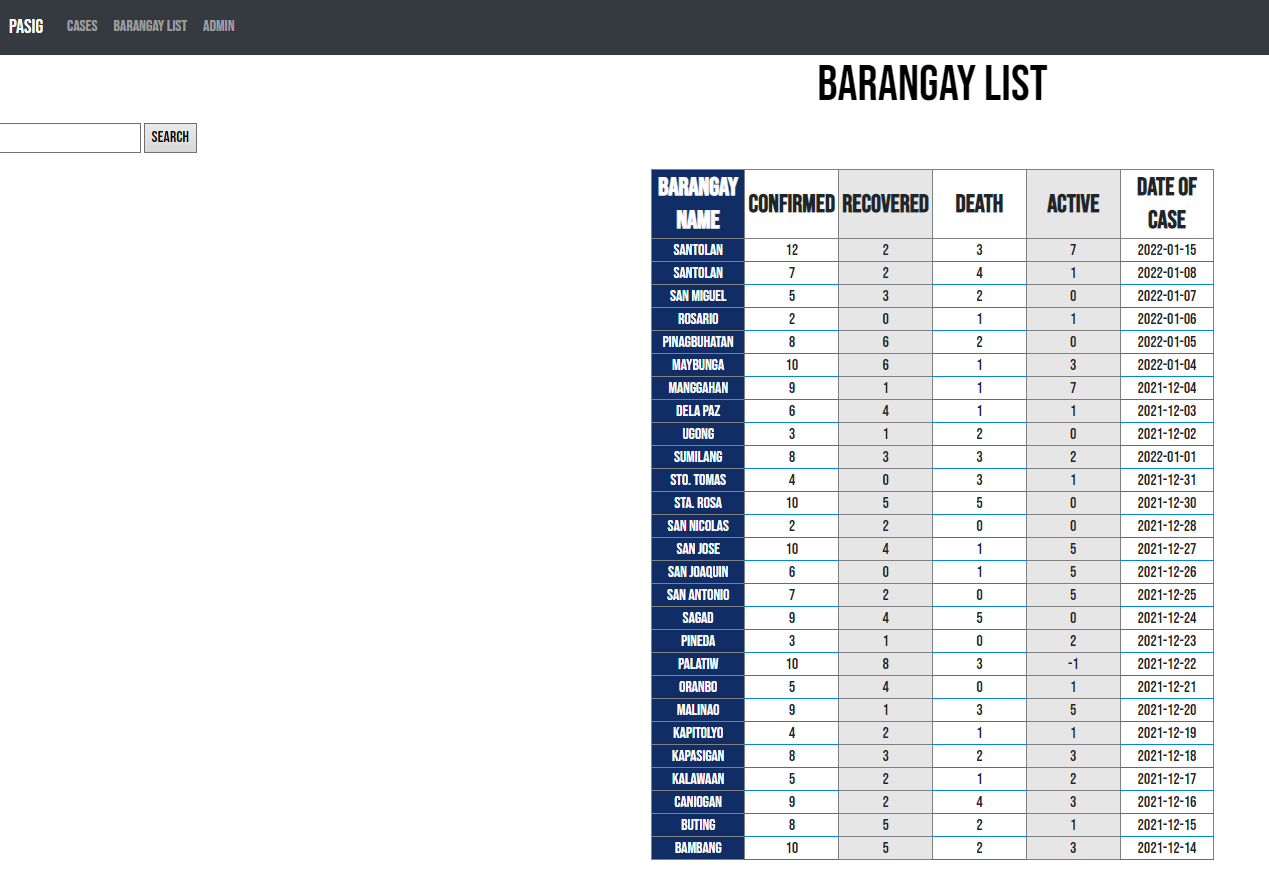 PASIG CASES BARANGAY LIST ADMIN
BARANGAY LIST
SEARCH
BARANGAY NAME CONFIRMED RECOVERED DEATH ACTIVE DATE OF CASE
SANTOLAN 12 2 3 7 2022-01-15
SANTOLAN 7 2 4 1 2022-01-08
SAN MIGUEL 5 3 2 0 2022-01-07
ROSARIO 2 0 1 1 2022-01-06
PINAGBUHATAN 8 6 2 0 2022-01-05
MAYBUNGA 10 6 1 3 2022-01-04
MANGGAHAN 9 1 1 7 2021-12-04
DELA PAZ 6 4 1 1 2021-12-03
UGONG 3 1 2 0 2021-12-02
SUMILANG 8 3 3 2 2022-01-01
STO. TOMAS 4 0 3 1 2021-12-31
STA. ROSA 10 5 5 0 2021-12-30
SAN NICOLAS 2 2 0 0 2021-12-28
SAN JOSE 10 4 1 5 2021-12-27
SAN JOAQUIN 6 0 1 5 2021-12-26
SAN ANTONIO 7 2 0 5 2021-12-25
SAGAD 9 4 5 0 2021-12-24
PINEDA 3 1 0 2 2021-12-23
PALATIW 10 8 3 -1 2021-12-22
ORANBO 5 4 0 1 2021-12-21
MALINAO 9 1 3 5 2021-12-20
KAPITOLYO 4 2 1 1 2021-12-19
KAPASIGAN 8 3 2 3 2021-12-18
KALAWAAN 5 2 1 2 2021-12-17
CANIOGAN 9 2 4 3 2021-12-16
BUTING 8 5 2 1 2021-12-15
BAMBANG 10 5 2 3 2021-12-14